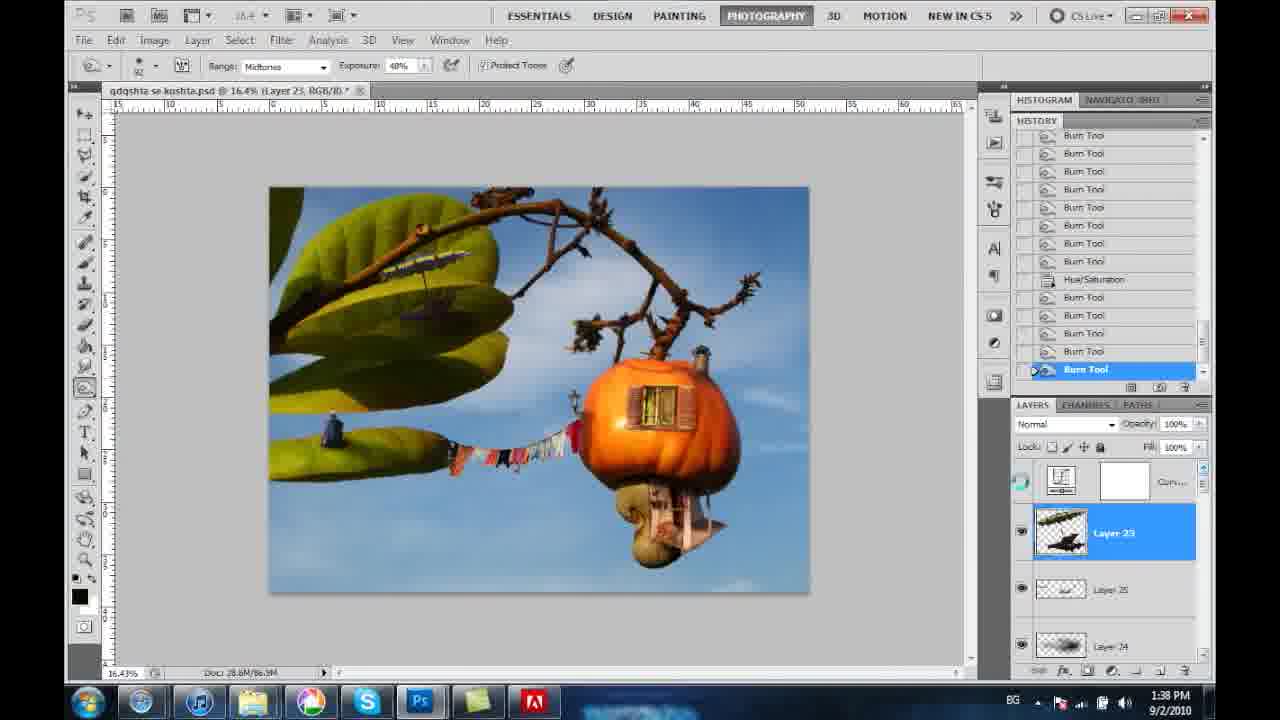 Ps Br Mb 16.4 ESSENTIALS DESIGN PAINTING PHOTOGRAPHY 3D MOTION NEW IN CS 5 CS Live
File Edit Image Layer Select Filter Analysis 3D View Window Help
92 Range: Midtones Exposure: 48% Protect Tones
qdqshta se kushta.psd @ 16.4% (Layer 23, RGB/8) *
HISTOGRAM
HISTORY
Burn Tool
Burn Tool
Burn Tool
Burn Tool
Burn Tool
Burn Tool
Burn Tool
Burn Tool
Hue/Saturation
Burn Tool
Burn Tool
Burn Tool
Burn Tool
Burn Tool
LAYERS CHANNELS PATHS
Normal Opacity: 100%
Lock: Fill: 100%
Layer 23
Layer 25
Layer 24
16.43% Doc: 28.6M/86.9M
Ps BG 1:38 PM
9/2/2010